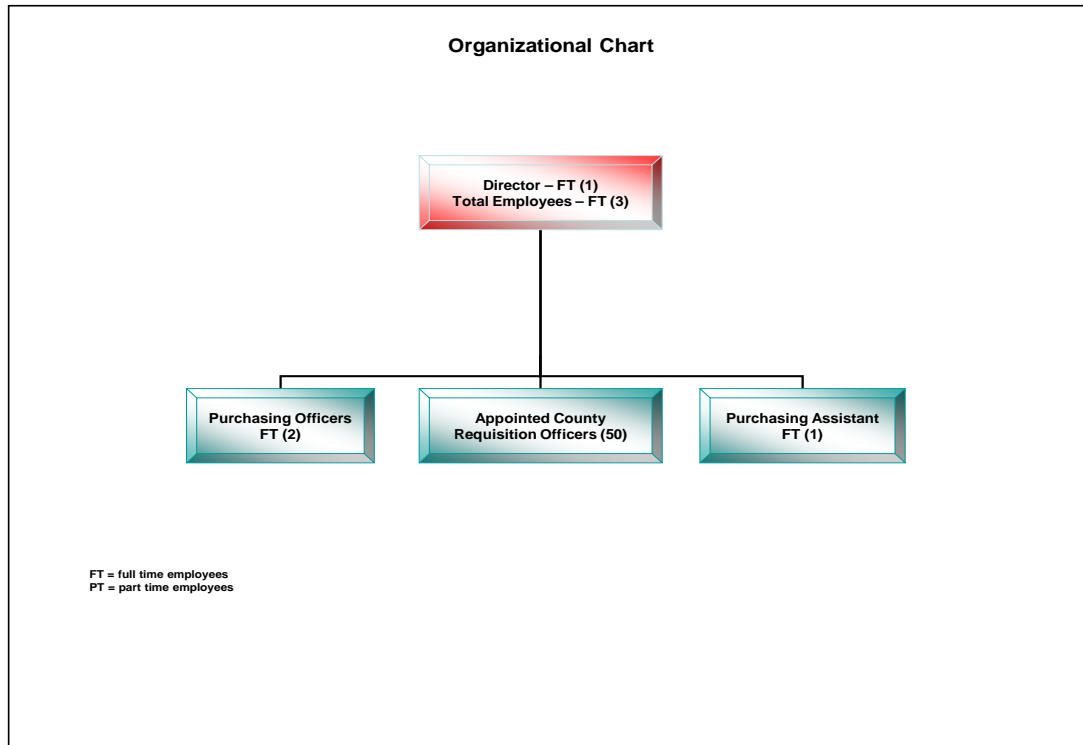 Organizational Chart
Director – FT (1)
Total Employees – FT (3)
Purchasing Officers
FT (2)
Appointed County
Requisition Officers (50)
Purchasing Assistant
FT (1)
FT = full time employees
PT = part time employees